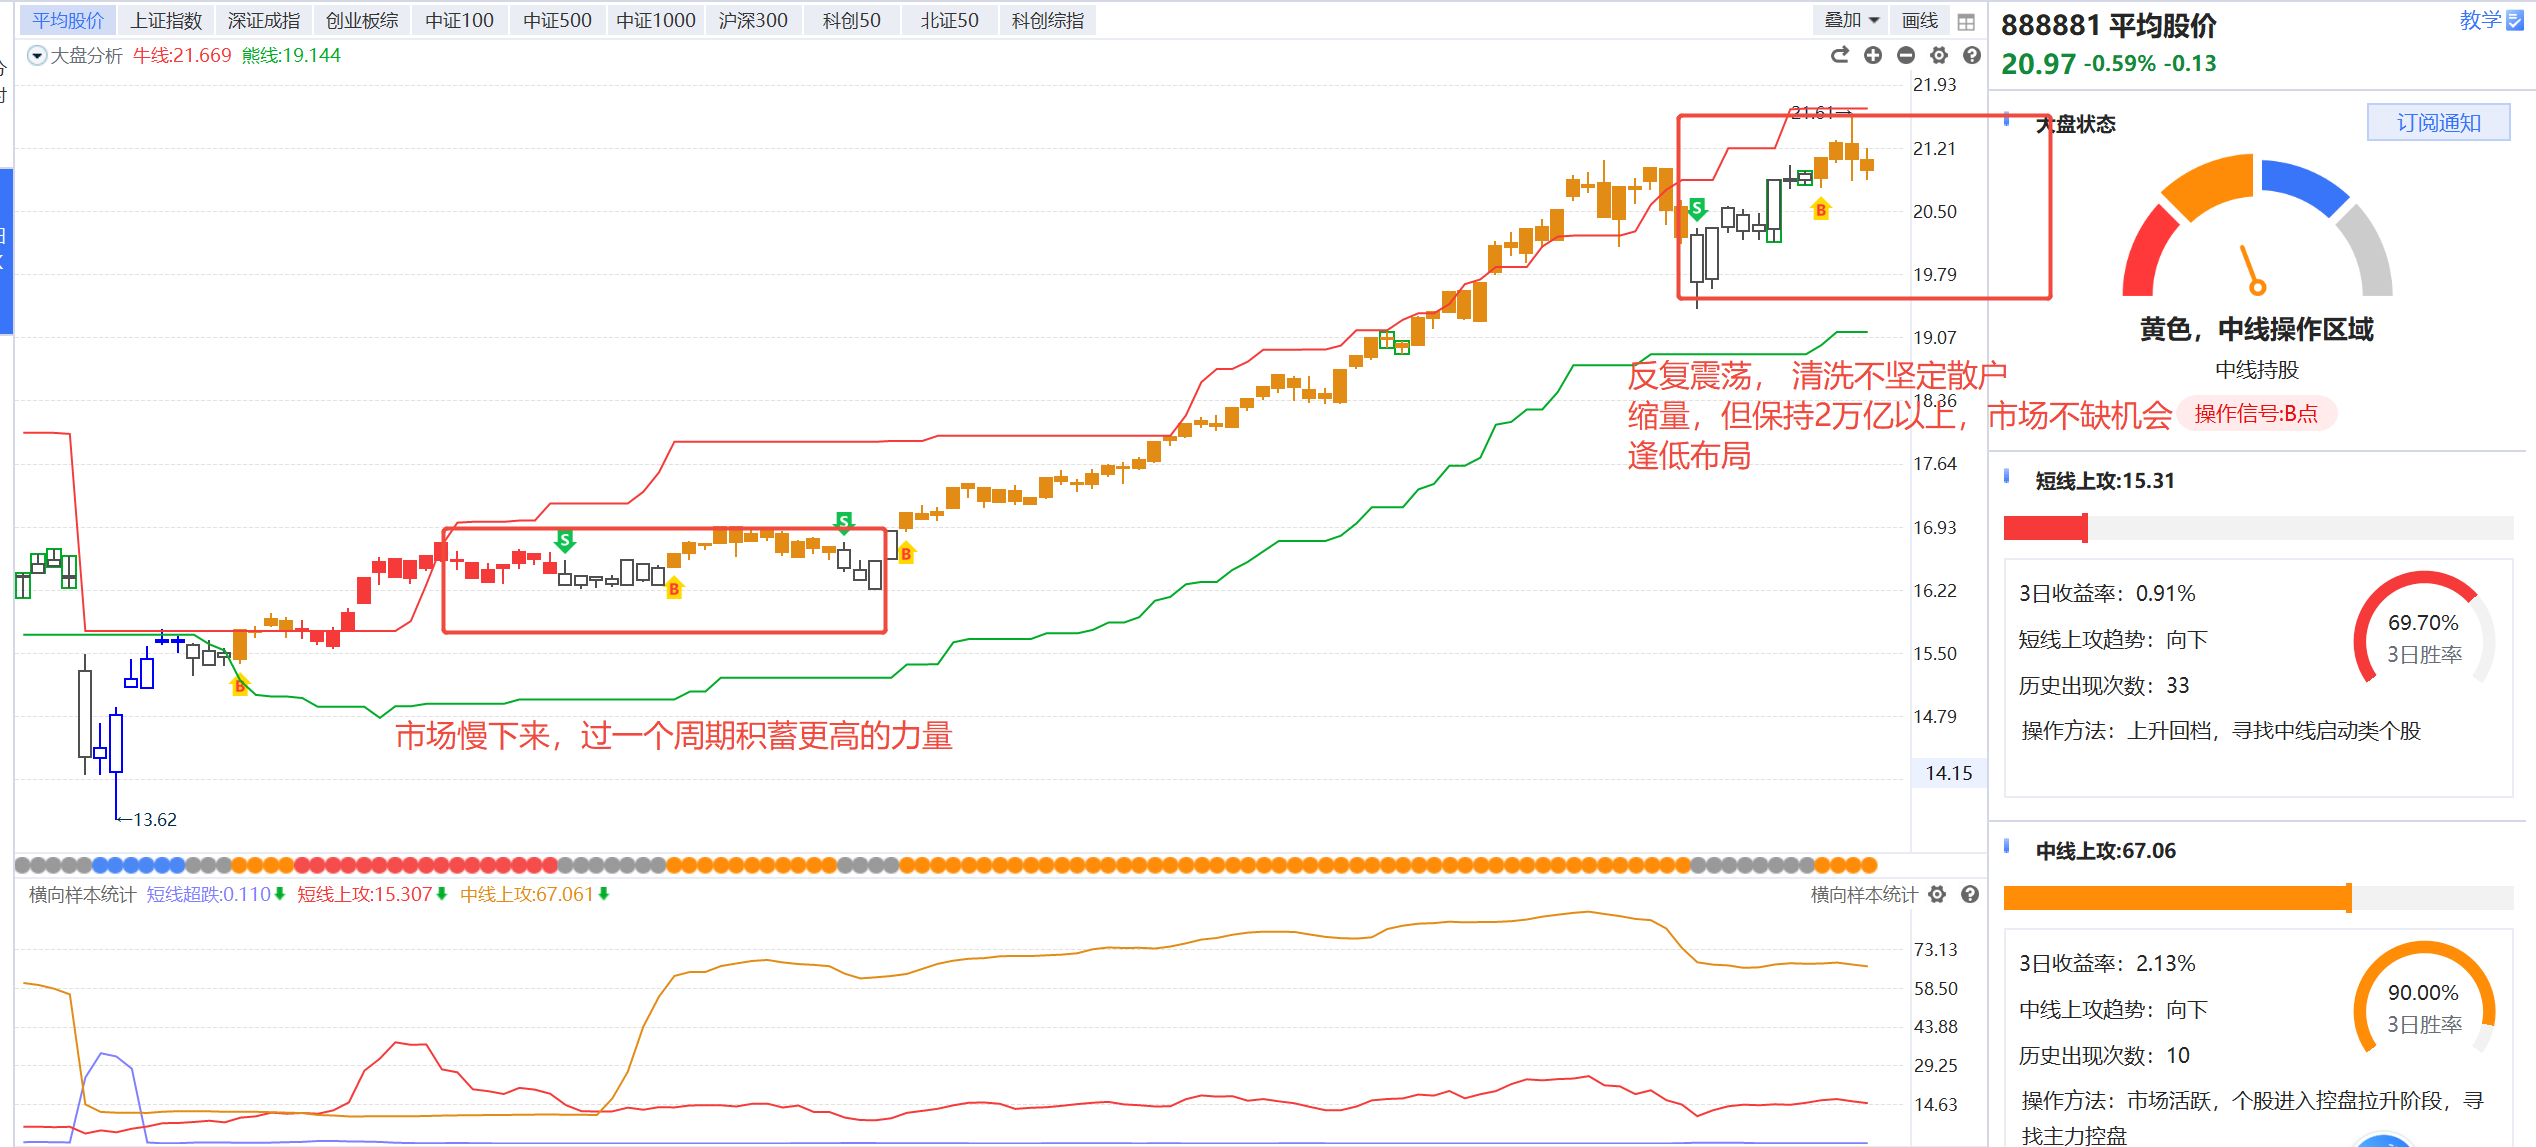 平均股价 上证指数 深证成指 创业板综 中证100 中证500 中证1000 沪深300 科创50 北证50 科创综指 叠加 画线
大盘分析 牛线:21.669 熊线:19.144
21.93
21.21
20.50
19.79
19.07
18.36
17.64
16.93
16.22
15.50
14.79
14.15
21.61→
←13.62
S
S
S
B
B
B
B
反复震荡， 清洗不坚定散户
缩量，但保持2万亿以上，市场不缺机会
逢低布局
市场慢下来，过一个周期积蓄更高的力量
横向样本统计 短线超跌:0.110 短线上攻:15.307 中线上攻:67.061 横向样本统计
73.13
58.50
43.88
29.25
14.63
888881 平均股价 教学
20.97 -0.59% -0.13
大盘状态 订阅通知
黄色，中线操作区域
中线持股
操作信号:B点
短线上攻:15.31
3日收益率：0.91%
短线上攻趋势：向下
历史出现次数：33
操作方法：上升回档，寻找中线启动类个股
69.70%
3日胜率
中线上攻:67.06
3日收益率：2.13%
中线上攻趋势：向下
历史出现次数：10
操作方法：市场活跃，个股进入控盘拉升阶段，寻
找主力控盘
90.00%
3日胜率